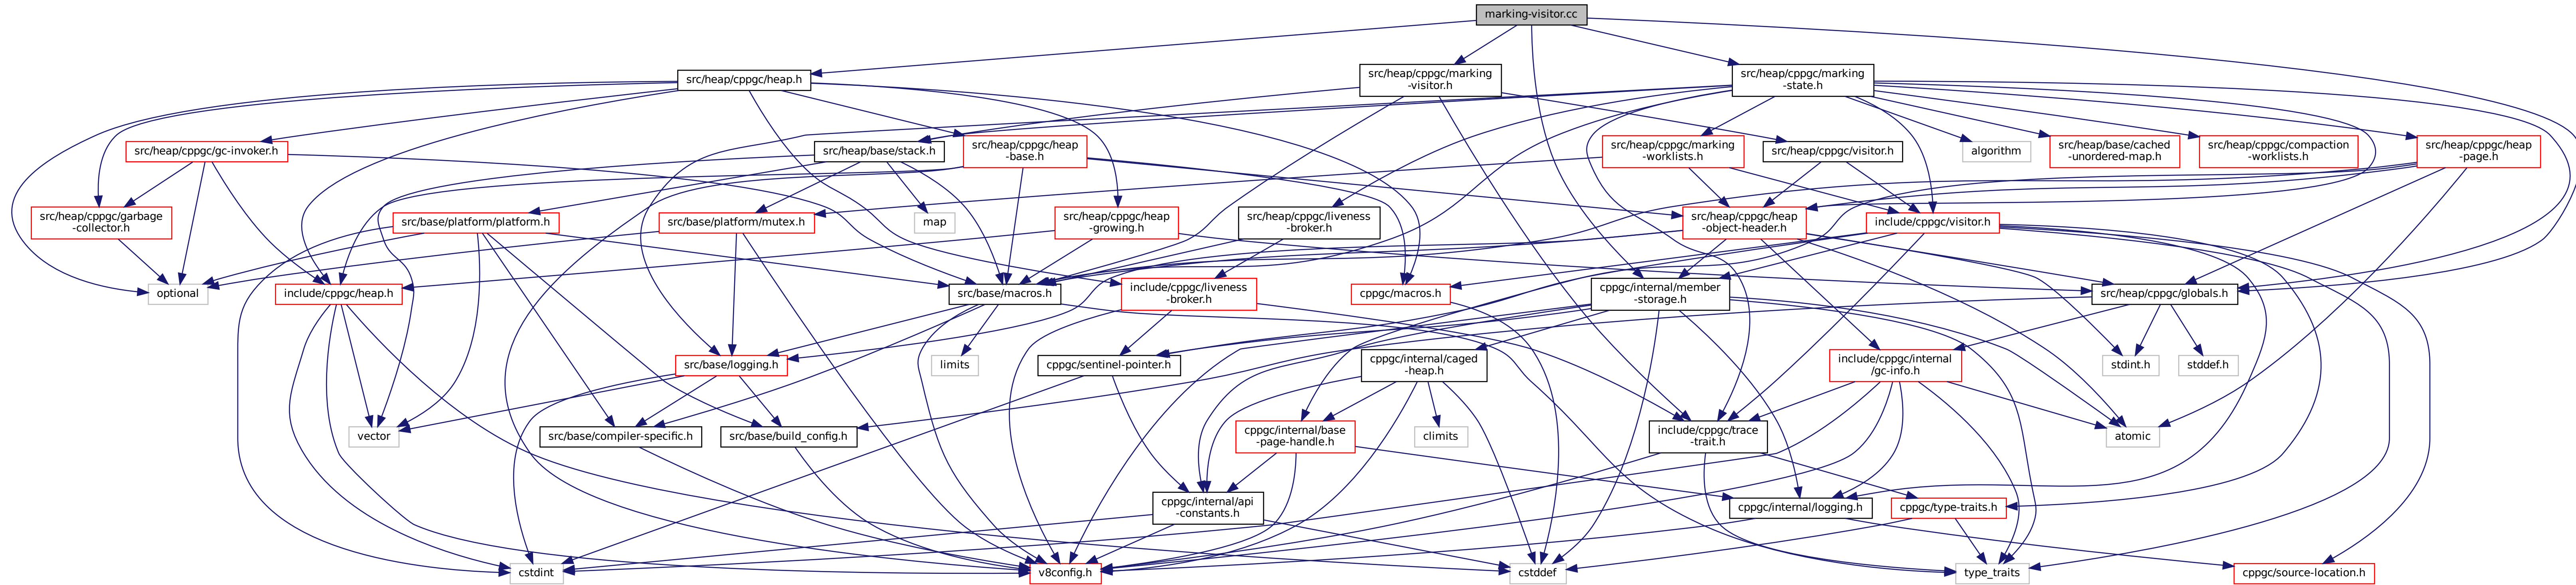 marking-visitor.cc
src/heap/cppgc/heap.h
src/heap/cppgc/marking
-visitor.h
src/heap/cppgc/marking
-state.h
src/heap/cppgc/gc-invoker.h
src/heap/base/stack.h
src/heap/cppgc/heap
-base.h
src/heap/cppgc/marking
-worklists.h
src/heap/cppgc/visitor.h
algorithm
src/heap/base/cached
-unordered-map.h
src/heap/cppgc/compaction
-worklists.h
src/heap/cppgc/heap
-page.h
src/heap/cppgc/garbage
-collector.h
src/base/platform/platform.h
src/base/platform/mutex.h
map
src/heap/cppgc/heap
-growing.h
src/heap/cppgc/liveness
-broker.h
src/heap/cppgc/heap
-object-header.h
include/cppgc/visitor.h
optional
include/cppgc/heap.h
src/base/macros.h
include/cppgc/liveness
-broker.h
cppgc/macros.h
cppgc/internal/member
-storage.h
src/heap/cppgc/globals.h
src/base/logging.h
limits
cppgc/sentinel-pointer.h
cppgc/internal/caged
-heap.h
include/cppgc/internal
/gc-info.h
stdint.h
stddef.h
vector
src/base/compiler-specific.h
src/base/build_config.h
cppgc/internal/base
-page-handle.h
climits
include/cppgc/trace
-trait.h
atomic
cppgc/internal/api
-constants.h
cppgc/internal/logging.h
cppgc/type-traits.h
cstdint
v8config.h
cstddef
type_traits
cppgc/source-location.h